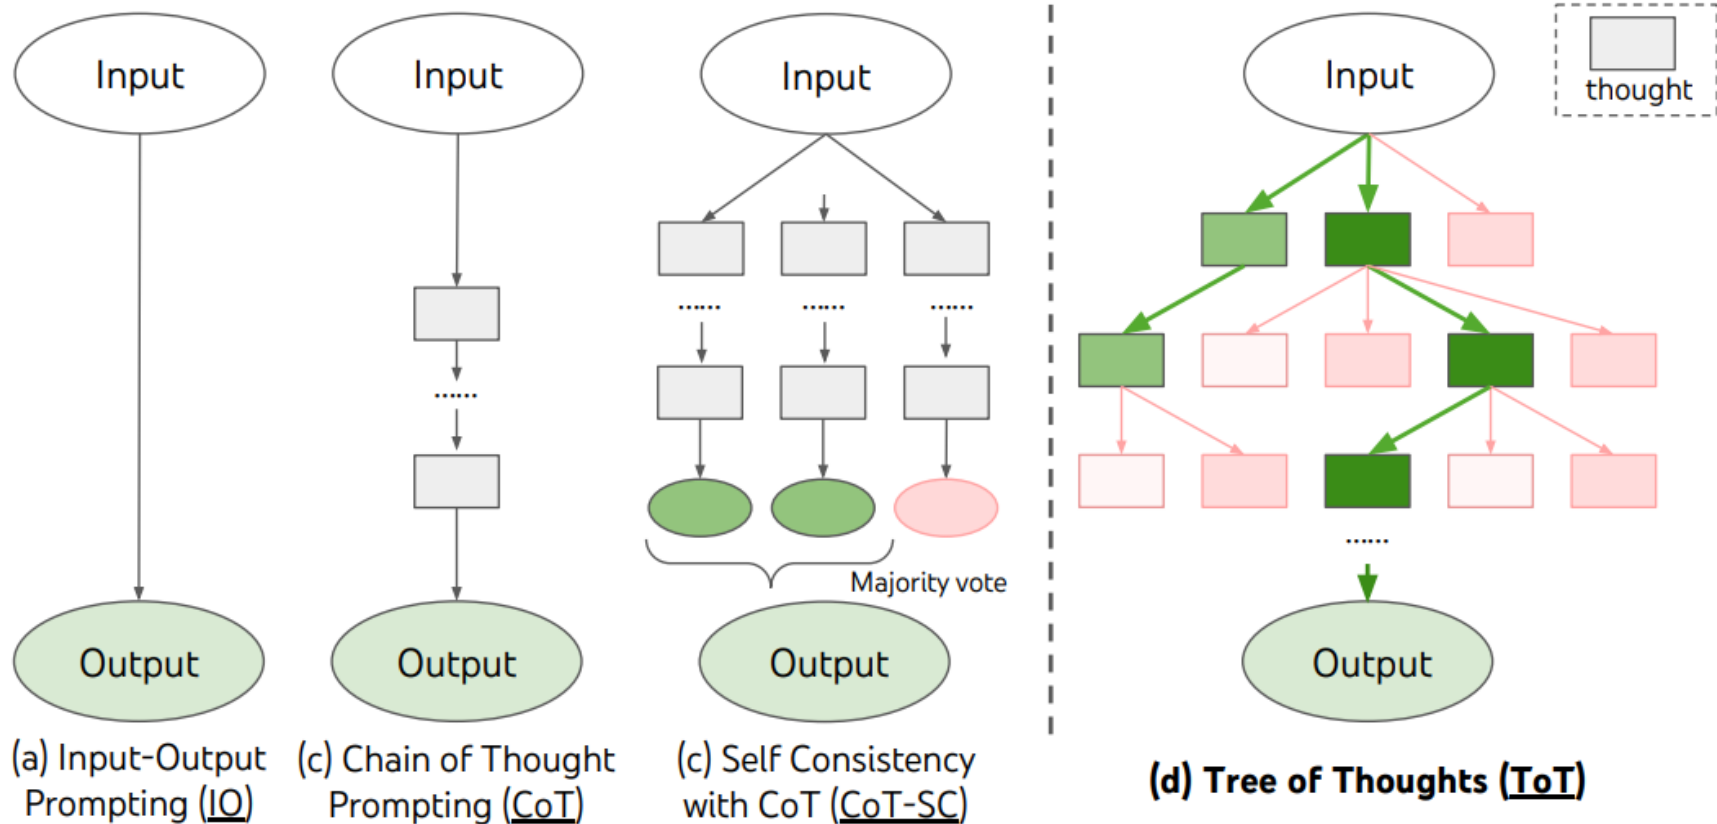 Input
Input
Input
Input
thought
......
......
......
......
......
Majority vote
Output
Output
Output
Output
(a) Input-Output
Prompting (IO)
(c) Chain of Thought
Prompting (CoT)
(c) Self Consistency
with CoT (CoT-SC)
(d) Tree of Thoughts (ToT)